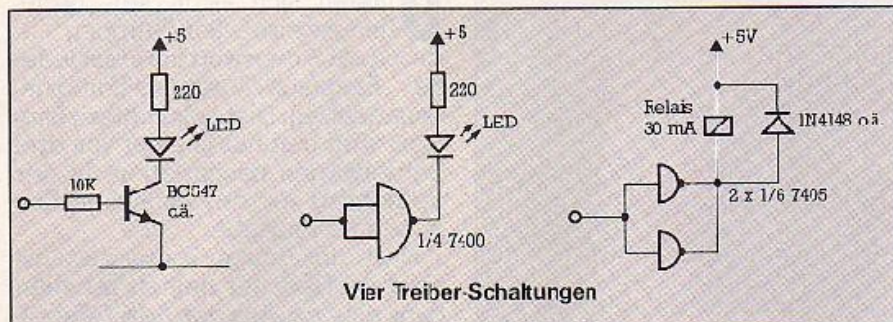 +5
220
LED
10K
BC547
o.ä.
+5
220
LED
1/4 7400
+5V
Relais
30 mA
1N4148 o.ä.
2 x 1/6 7405
Vier Treiber-Schaltungen